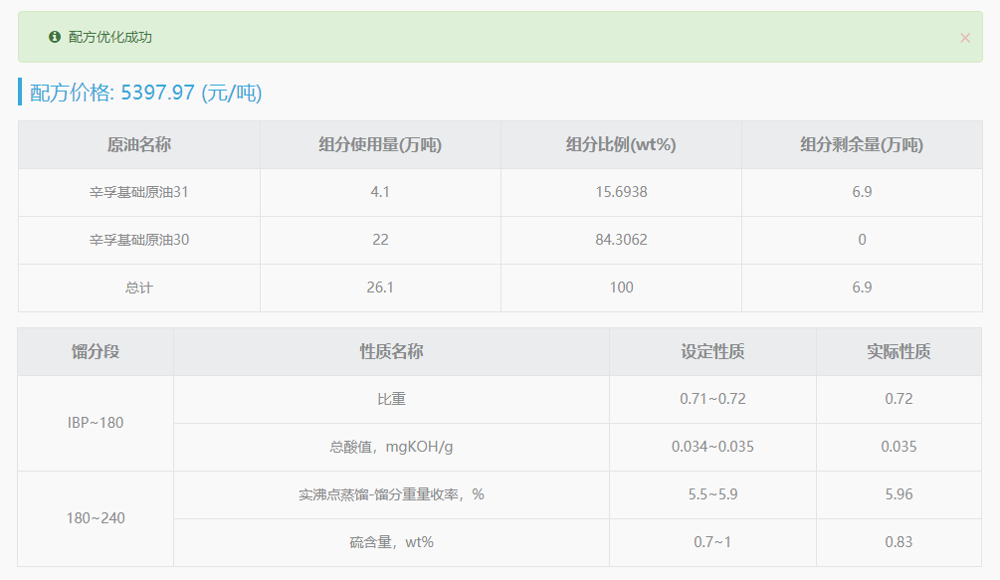 配方优化成功
×
配方价格: 5397.97 (元/吨)
原油名称 组分使用量(万吨) 组分比例(wt%) 组分剩余量(万吨)
辛孚基础原油31 4.1 15.6938 6.9
辛孚基础原油30 22 84.3062 0
总计 26.1 100 6.9
馏分段 性质名称 设定性质 实际性质
IBP~180 比重 0.71~0.72 0.72
总酸值，mgKOH/g 0.034~0.035 0.035
180~240 实沸点蒸馏-馏分重量收率，% 5.5~5.9 5.96
硫含量，wt% 0.7~1 0.83